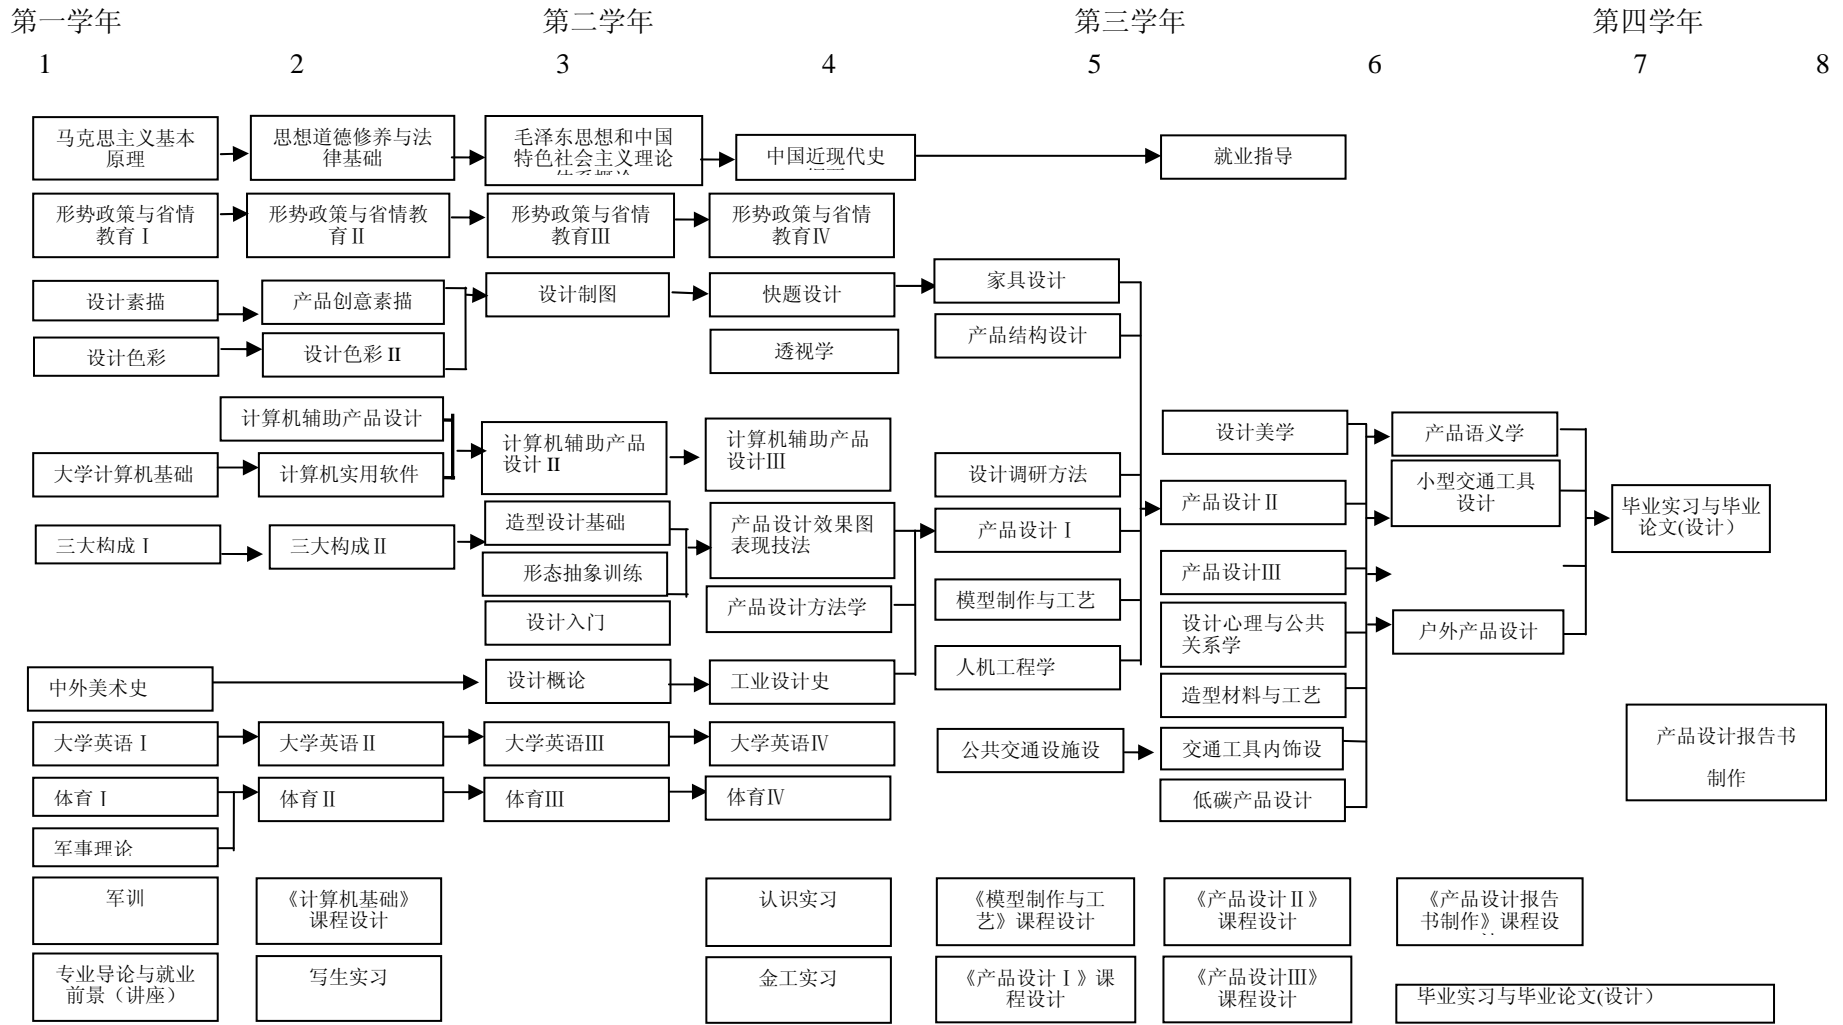 第一学年 第二学年 第三学年 第四学年
1 2 3 4 5 6 7 8
马克思主义基本
原理
思想道德修养与法
律基础
毛泽东思想和中国
特色社会主义理论
体系概论
中国近现代史
就业指导
形势政策与省情
教育Ⅰ
形势政策与省情教
育Ⅱ
形势政策与省情
教育Ⅲ
形势政策与省情
教育Ⅳ
设计素描
产品创意素描
设计制图
快题设计
家具设计
设计色彩
设计色彩 II
透视学
产品结构设计
计算机辅助产品设计
大学计算机基础
计算机实用软件
计算机辅助产品
设计 II
计算机辅助产品
设计Ⅲ
设计调研方法
设计美学
产品语义学
小型交通工具
设计
三大构成Ⅰ
三大构成Ⅱ
造型设计基础
形态抽象训练
设计入门
产品设计效果图
表现技法
产品设计方法学
产品设计Ⅰ
产品设计Ⅱ
毕业实习与毕业
论文(设计）
产品设计Ⅲ
模型制作与工艺
设计心理与公共
关系学
户外产品设计
中外美术史
设计概论
工业设计史
人机工程学
造型材料与工艺
大学英语Ⅰ
大学英语Ⅱ
大学英语Ⅲ
大学英语Ⅳ
公共交通设施设
交通工具内饰设
产品设计报告书
制作
体育Ⅰ
体育Ⅱ
体育Ⅲ
体育Ⅳ
低碳产品设计
军事理论
军训
《计算机基础》
课程设计
认识实习
《模型制作与工
艺》课程设计
《产品设计Ⅱ》
课程设计
《产品设计报告
书制作》课程设
专业导论与就业
前景（讲座）
写生实习
金工实习
《产品设计Ⅰ》课
程设计
《产品设计Ⅲ》
课程设计
毕业实习与毕业论文(设计）